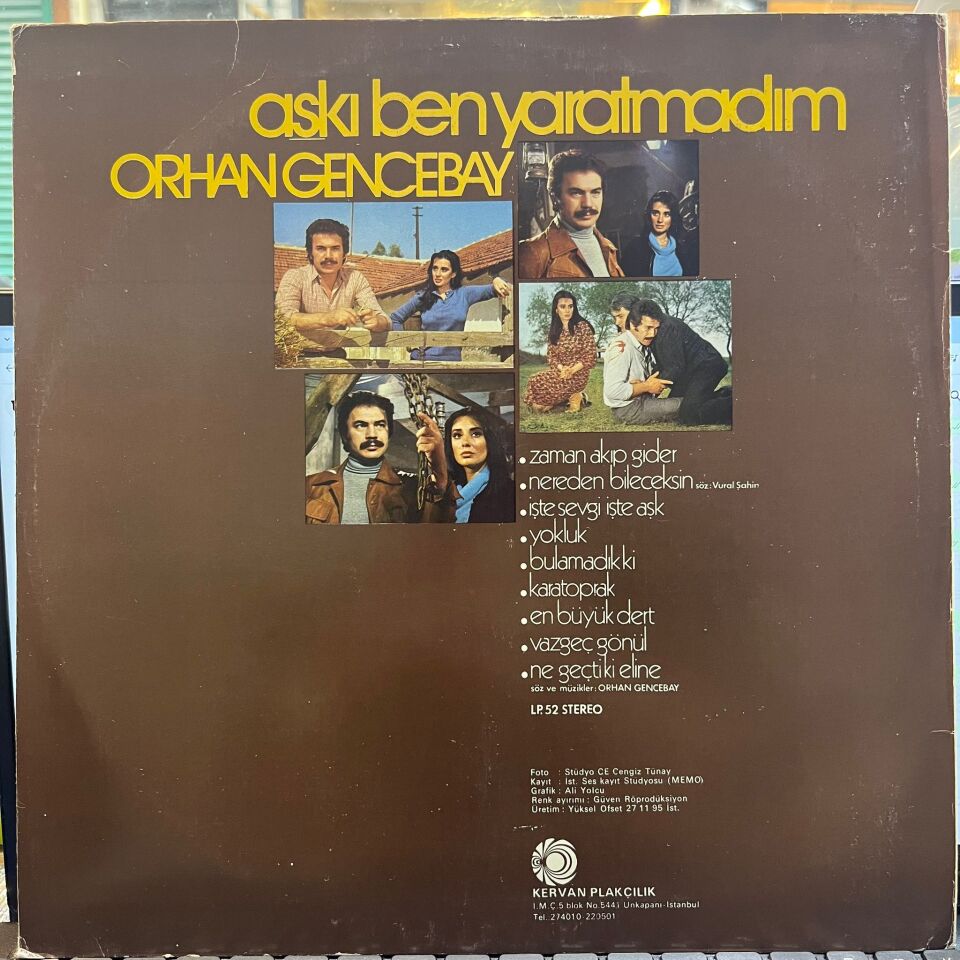 aşkı ben yaratmadım
ORHAN GENCEBAY
• zaman akıp gider
• nereden bileceksin söz: Vural Şahin
• işte sevgi işte aşk
• yokluk
• bulamadık ki
• karatoprak
• en büyük dert
• vazgeç gönül
• ne geçti ki eline
söz ve müzikler: ORHAN GENCEBAY
LP. 52 STEREO
Foto : Stüdyo CE Cengiz Tünay
Kayıt : İst. Ses kayıt Stüdyosu (MEMO)
Grafik : Ali Yolcu
Renk ayırımı : Güven Röprodüksiyon
Üretim : Yüksel Ofset 27 11 95 İst.
KERVAN PLAKÇILIK
İ.M.Ç.5 blok No.5441 Unkapanı-İstanbul
Tel.:274010-220501